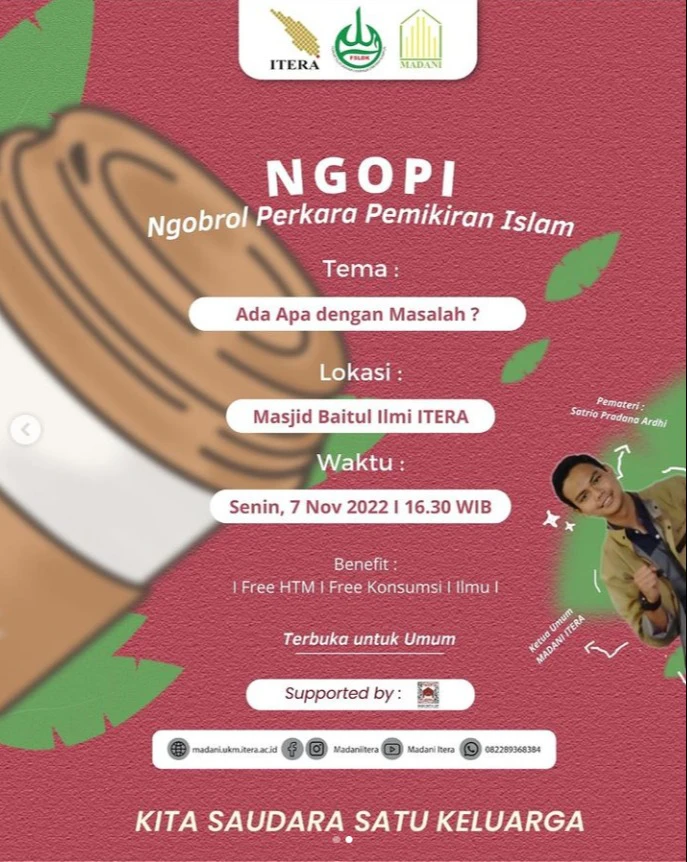 ITERA
FSLDK
MADANI
NGOPI
Ngobrol Perkara Pemikiran Islam
Tema :
Ada Apa dengan Masalah ?
Lokasi :
Masjid Baitul Ilmi ITERA
Waktu :
Senin, 7 Nov 2022 I 16.30 WIB
Pemateri :
Satrio Pradana Ardhi
Ketua Umum
MADANI ITERA
Benefit :
I Free HTM I Free Konsumsi I Ilmu I
Terbuka untuk Umum
Supported by :
madani.ukm.itera.ac.id Madaniitera Madani Itera 082289368384
KITA SAUDARA SATU KELUARGA